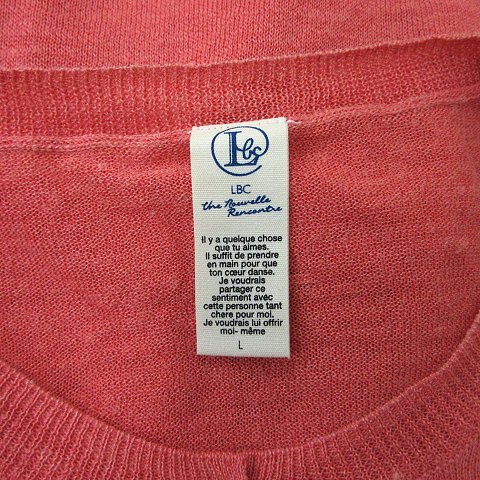 Lbc
LBC
Une Nouvelle
Rencontre
Il y a quelque chose
que tu aimes.
Il suffit de prendre
en main pour que
ton cœur danse.
Je voudrais
partager ce
sentiment avec
cette personne tant
chere pour moi.
Je voudrais lui offrir
moi- même
L